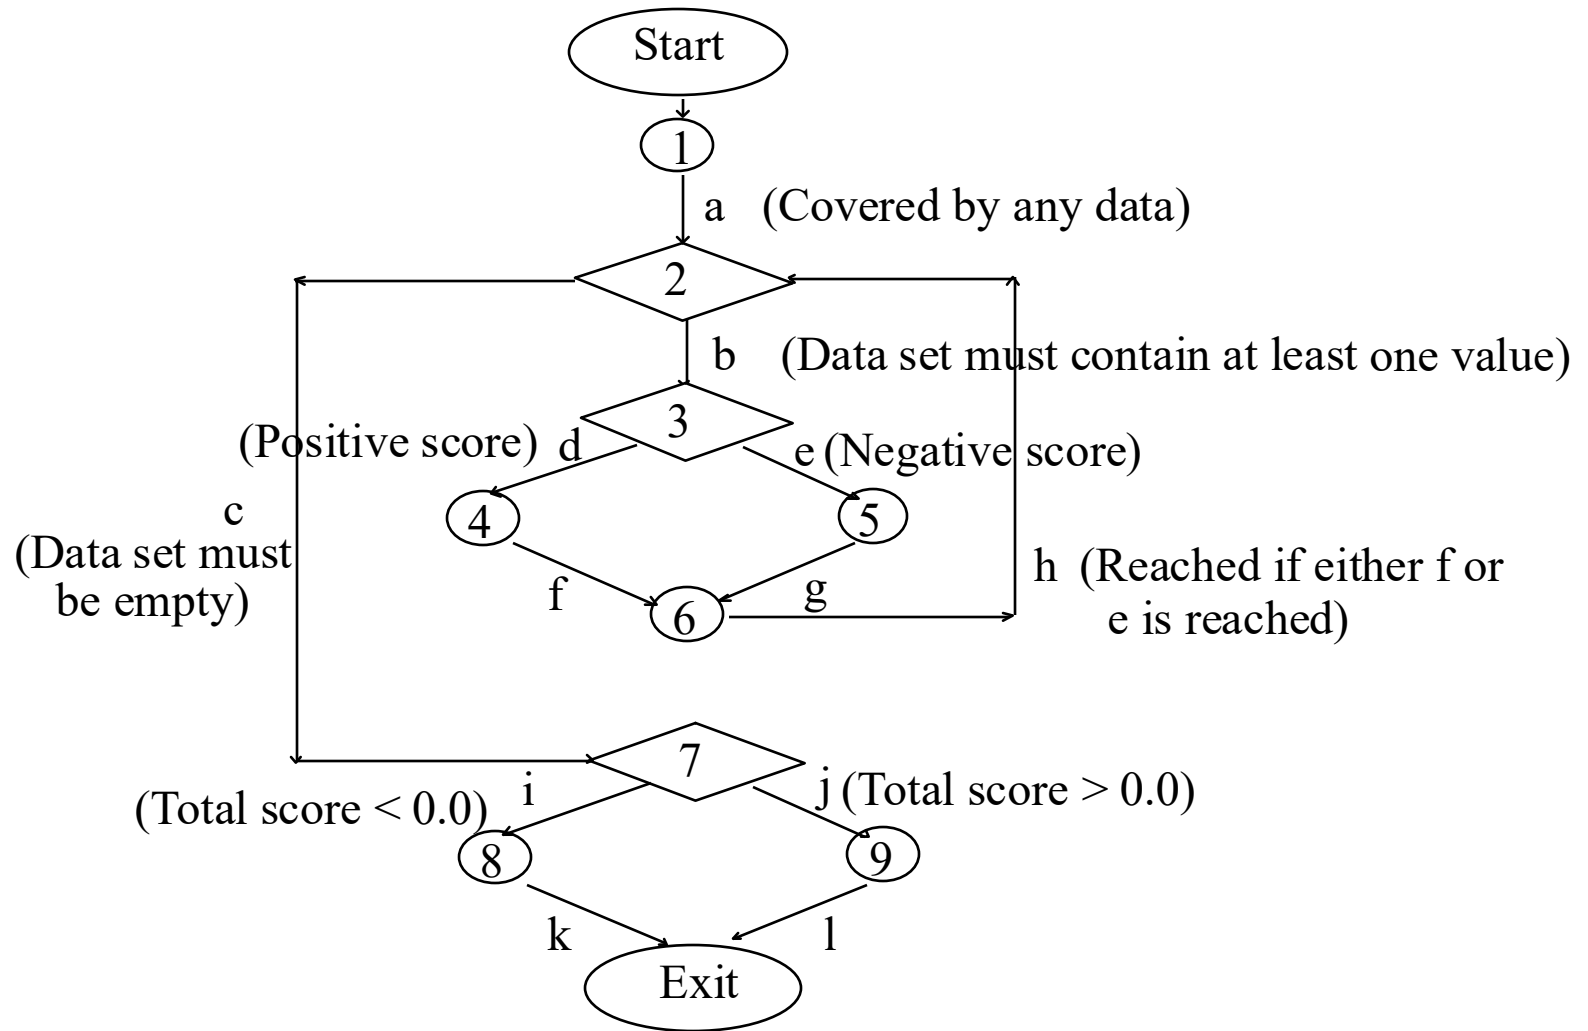 Start
1
a (Covered by any data)
2
b (Data set must contain at least one value)
3
(Positive score) d
e (Negative score)
4
5
c
(Data set must
be empty)
f
g
6
h (Reached if either f or
e is reached)
7
i
j (Total score > 0.0)
(Total score < 0.0)
8
9
k
l
Exit